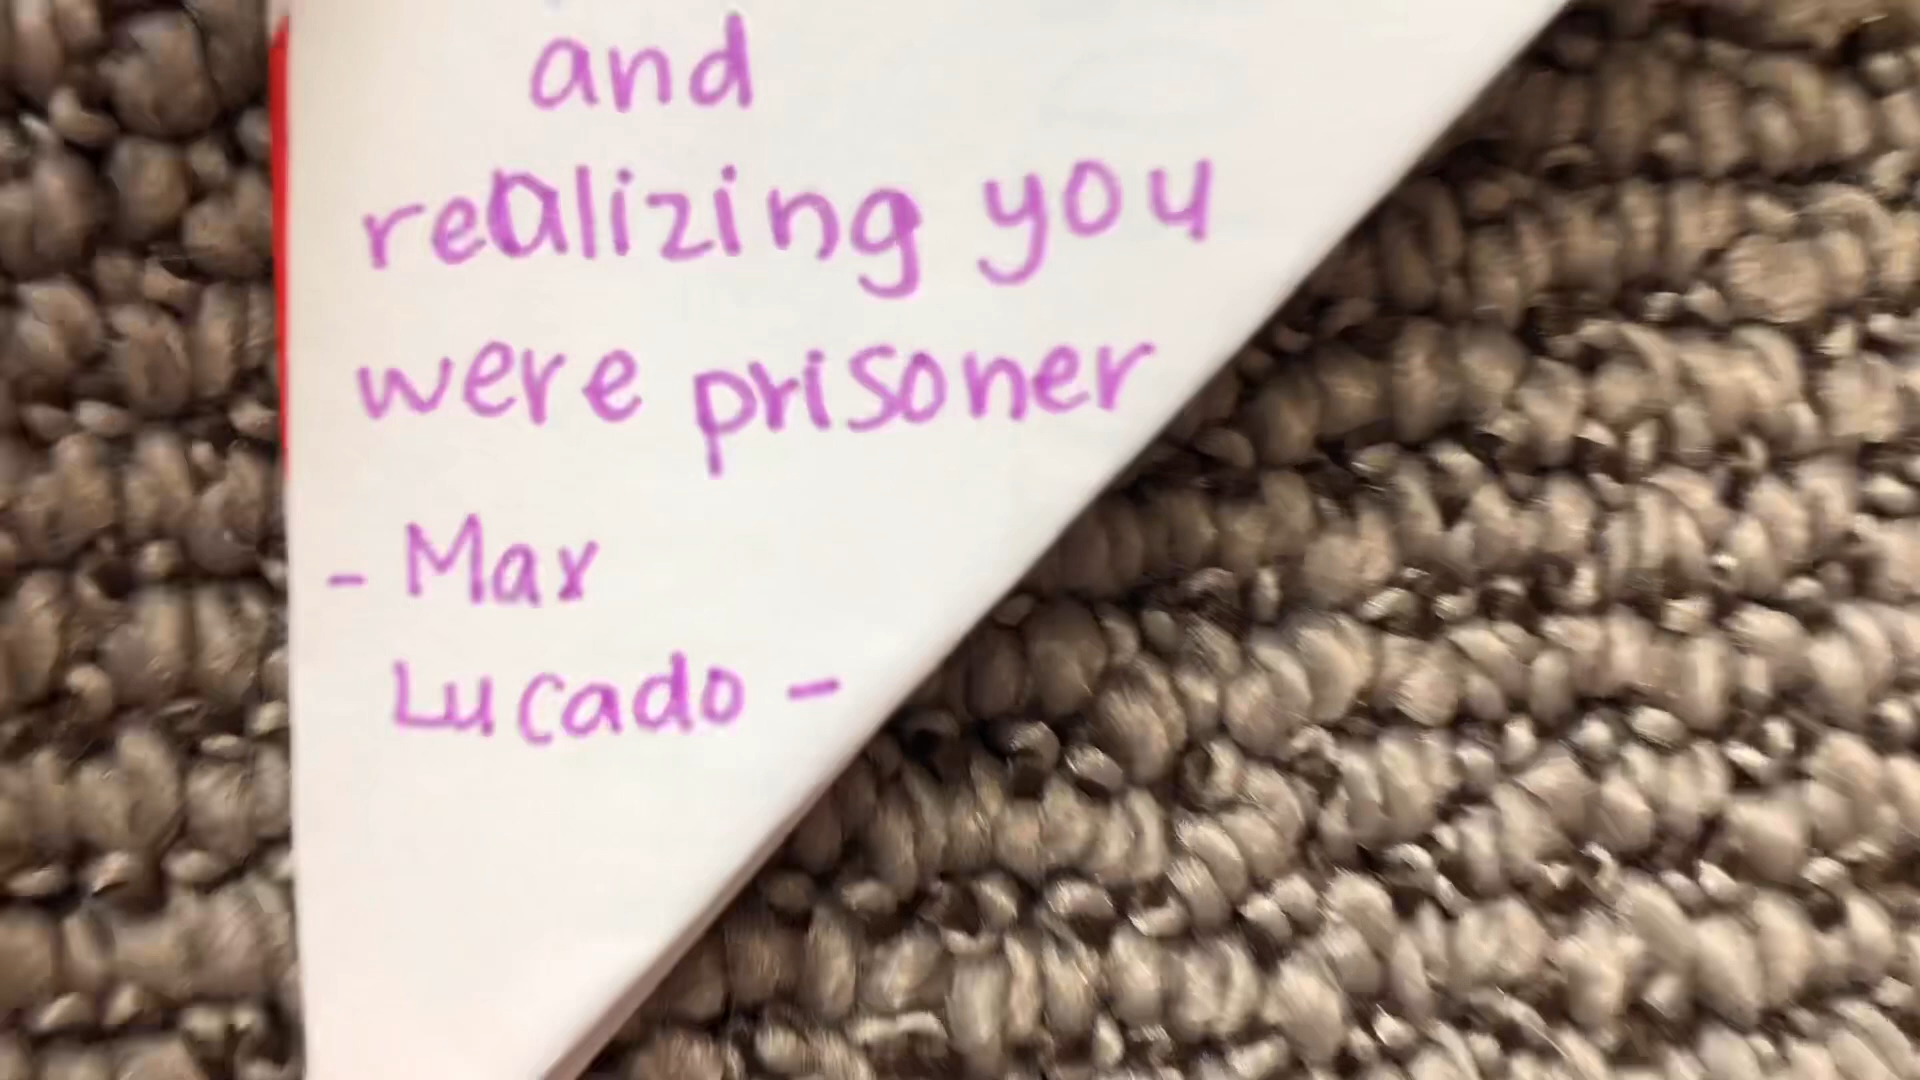 and
realizing you
were prisoner
- Max
Lucado -